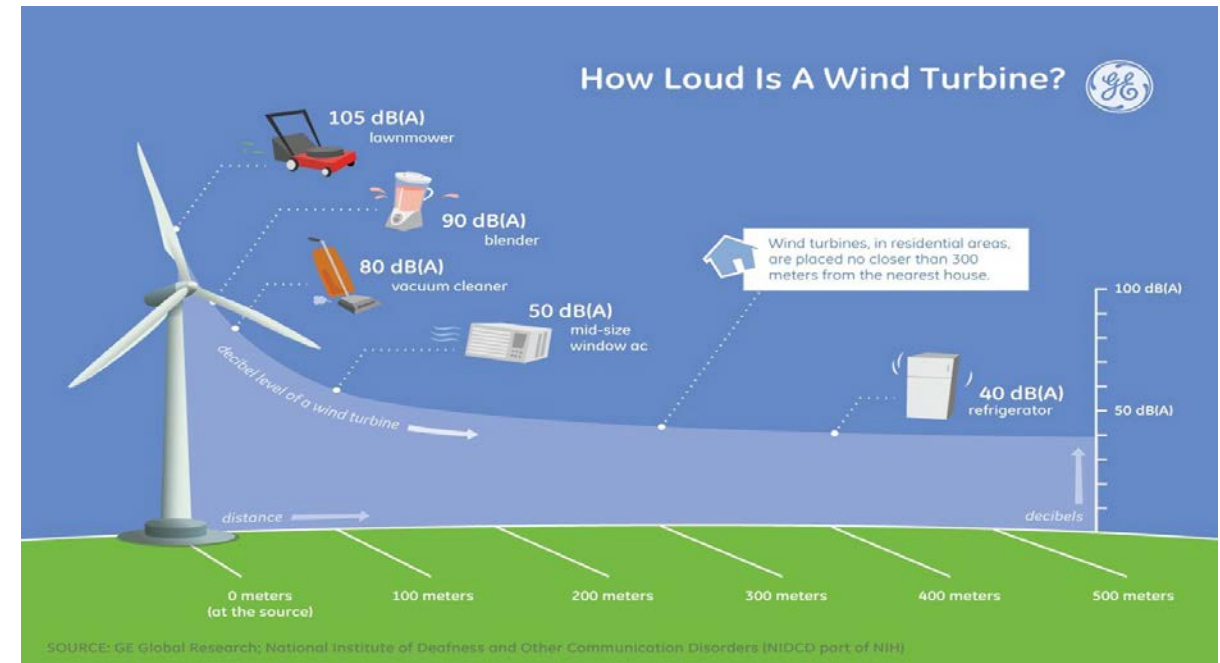 How Loud Is A Wind Turbine?
GE
105 dB(A)
lawnmower
90 dB(A)
blender
80 dB(A)
vacuum cleaner
50 dB(A)
mid-size
window ac
Wind turbines, in residential areas,
are placed no closer than 300
meters from the nearest house.
100 dB(A)
40 dB(A)
refrigerator
50 dB(A)
decibel level of a wind turbine
distance
decibels
0 meters
(at the source)
100 meters
200 meters
300 meters
400 meters
500 meters
SOURCE: GE Global Research; National Institute of Deafness and Other Communication Disorders (NIDCD part of NIH)